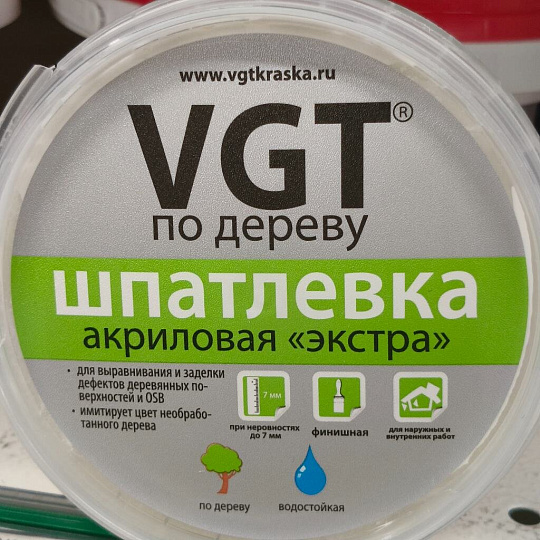 www.vgtkraska.ru
VGT®
по дереву
шпатлевка
акриловая «экстра»
• для выравнивания и заделки
дефектов деревянных по-
верхностей и OSB
• имитирует цвет необрабо-
танного дерева
7 мм
при неровностях
до 7 мм
финишная
для наружных и
внутренних работ
по дереву
водостойкая